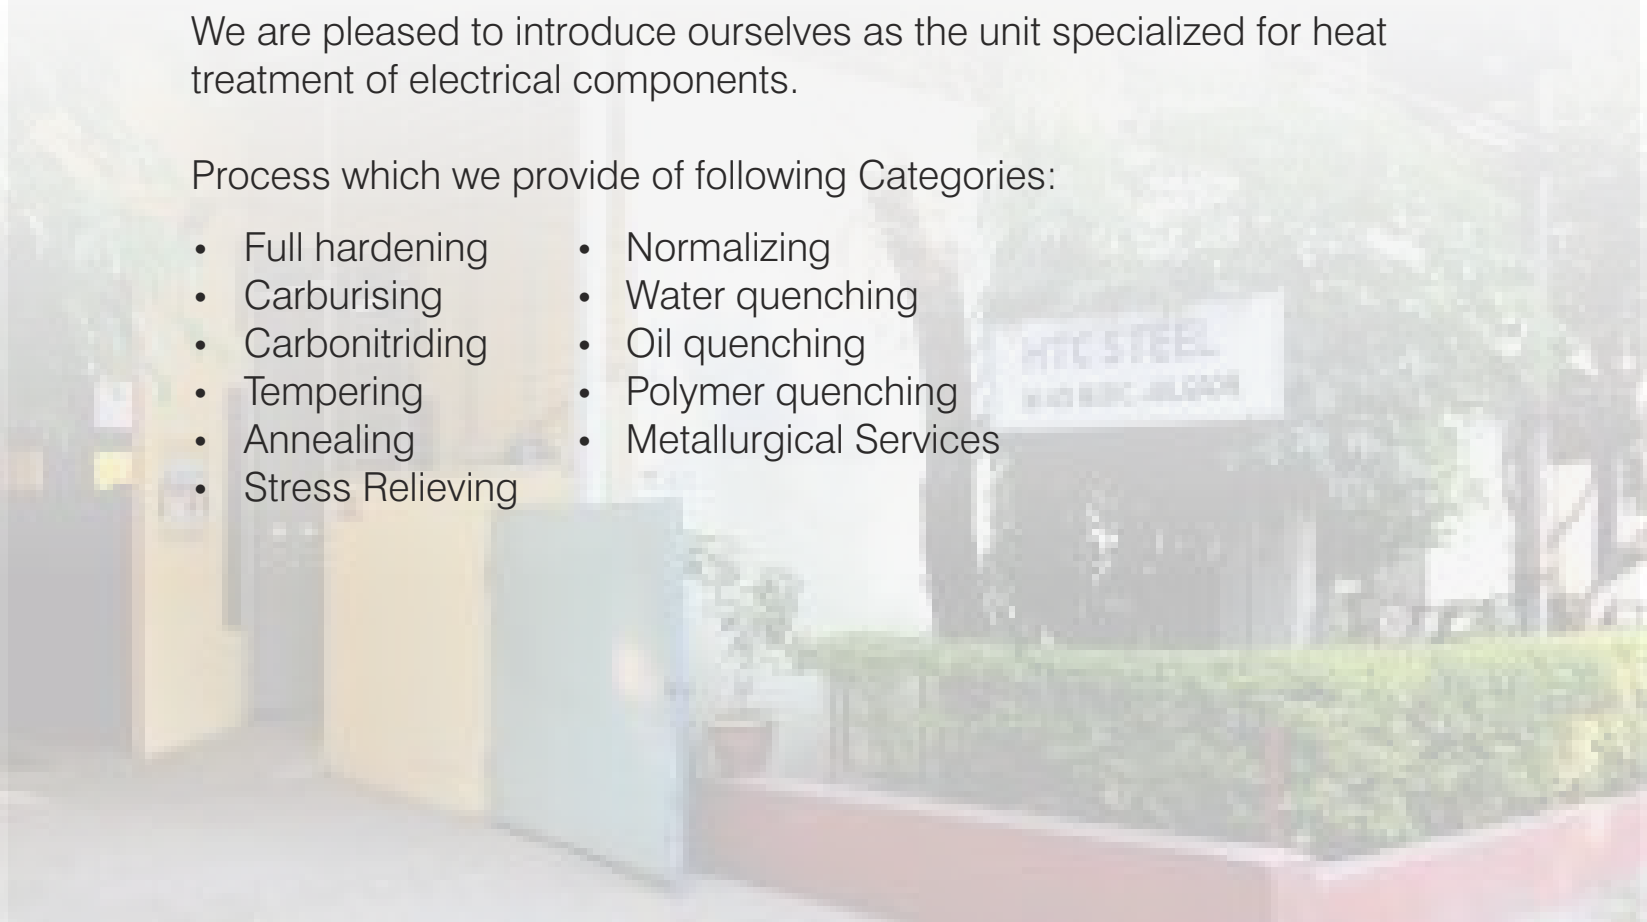 We are pleased to introduce ourselves as the unit specialized for heat
treatment of electrical components.
Process which we provide of following Categories:
• Full hardening
• Carburising
• Carbonitriding
• Tempering
• Annealing
• Stress Relieving
• Normalizing
• Water quenching
• Oil quenching
• Polymer quenching
• Metallurgical Services
HTC STEEL